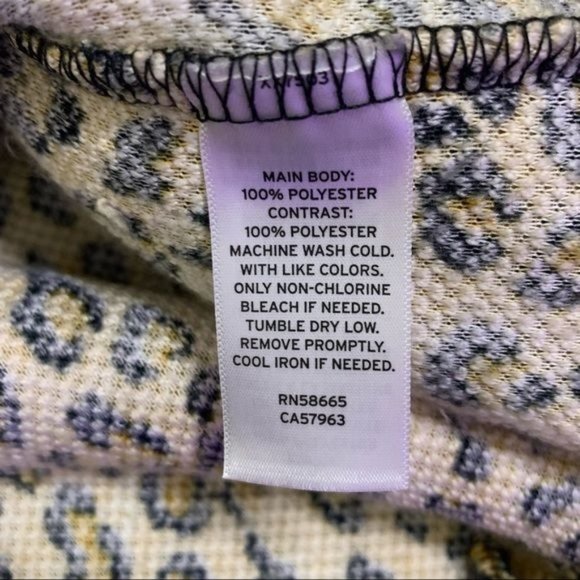 MAIN BODY:
100% POLYESTER
CONTRAST:
100% POLYESTER
MACHINE WASH COLD.
WITH LIKE COLORS.
ONLY NON-CHLORINE
BLEACH IF NEEDED.
TUMBLE DRY LOW.
REMOVE PROMPTLY.
COOL IRON IF NEEDED.
RN58665
CA57963